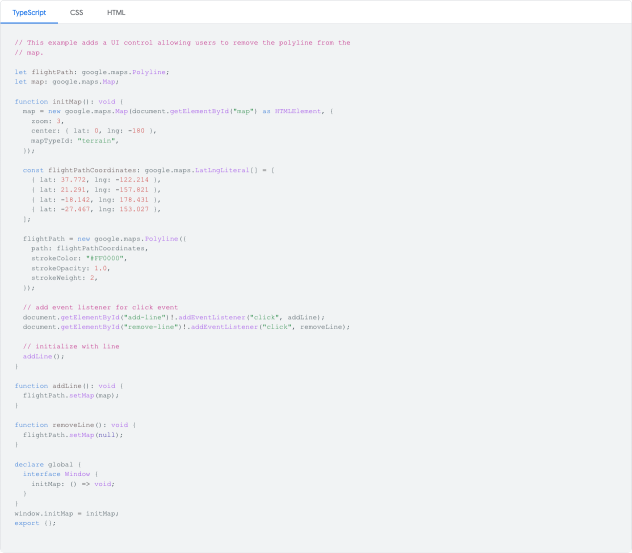 TypeScript CSS HTML
// This example adds a UI control allowing users to remove the polyline from the
// map.
let flightPath: google.maps.Polyline;
let map: google.maps.Map;
function initMap(): void {
map = new google.maps.Map(document.getElementById("map") as HTMLElement, {
zoom: 3,
center: { lat: 0, lng: -180 },
mapTypeId: "terrain",
});
const flightPathCoordinates: google.maps.LatLngLiteral[] = [
{ lat: 37.772, lng: -122.214 },
{ lat: 21.291, lng: -157.821 },
{ lat: -18.142, lng: 178.431 },
{ lat: -27.467, lng: 153.027 },
];
flightPath = new google.maps.Polyline({
path: flightPathCoordinates,
strokeColor: "#FF0000",
strokeOpacity: 1.0,
strokeWeight: 2,
});
// add event listener for click event
document.getElementById("add-line")!.addEventListener("click", addLine);
document.getElementById("remove-line")!.addEventListener("click", removeLine);
// initialize with line
addLine();
}
function addLine(): void {
flightPath.setMap(map);
}
function removeLine(): void {
flightPath.setMap(null);
}
declare global {
interface Window {
initMap: () => void;
}
}
window.initMap = initMap;
export {};